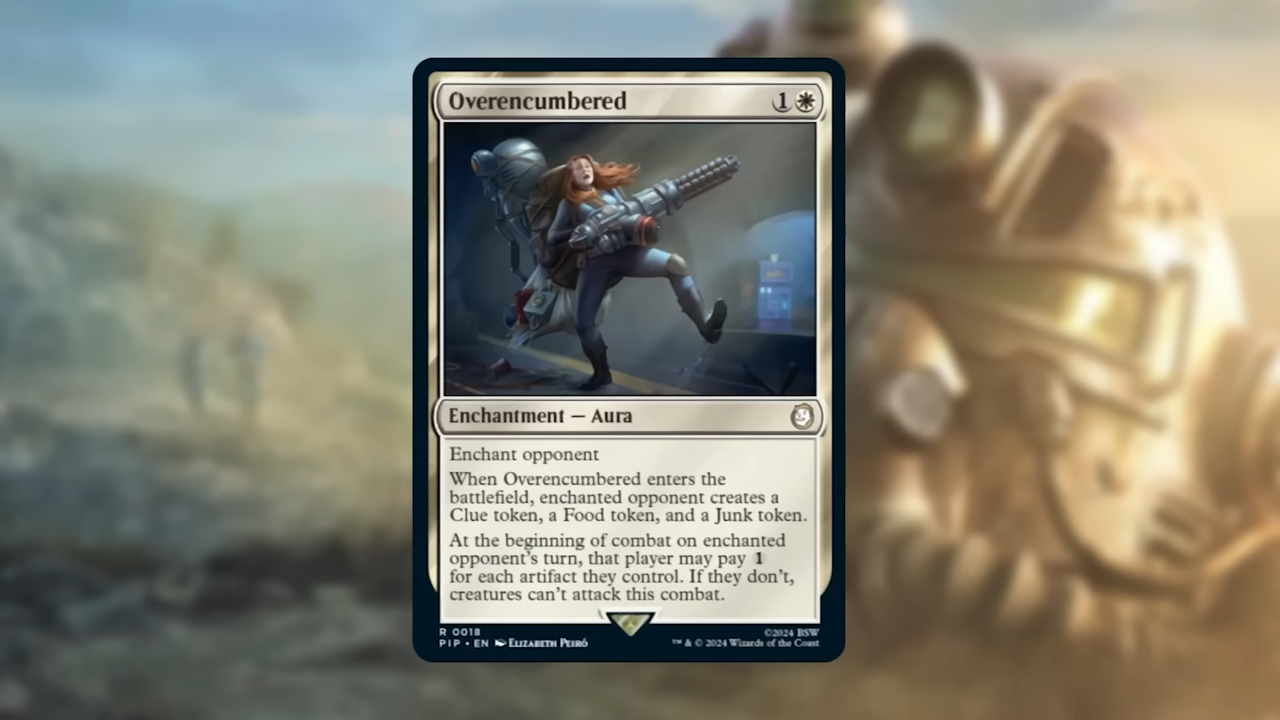 Overencumbered 1
Enchantment — Aura
Enchant opponent
When Overencumbered enters the
battlefield, enchanted opponent creates a
Clue token, a Food token, and a Junk token.
At the beginning of combat on enchanted
opponent's turn, that player may pay 1
for each artifact they control. If they don't,
creatures can't attack this combat.
R 0018 ©2024 BSW
PIP • EN Elizabeth Peiró ™ & © 2024 Wizards of the Coast